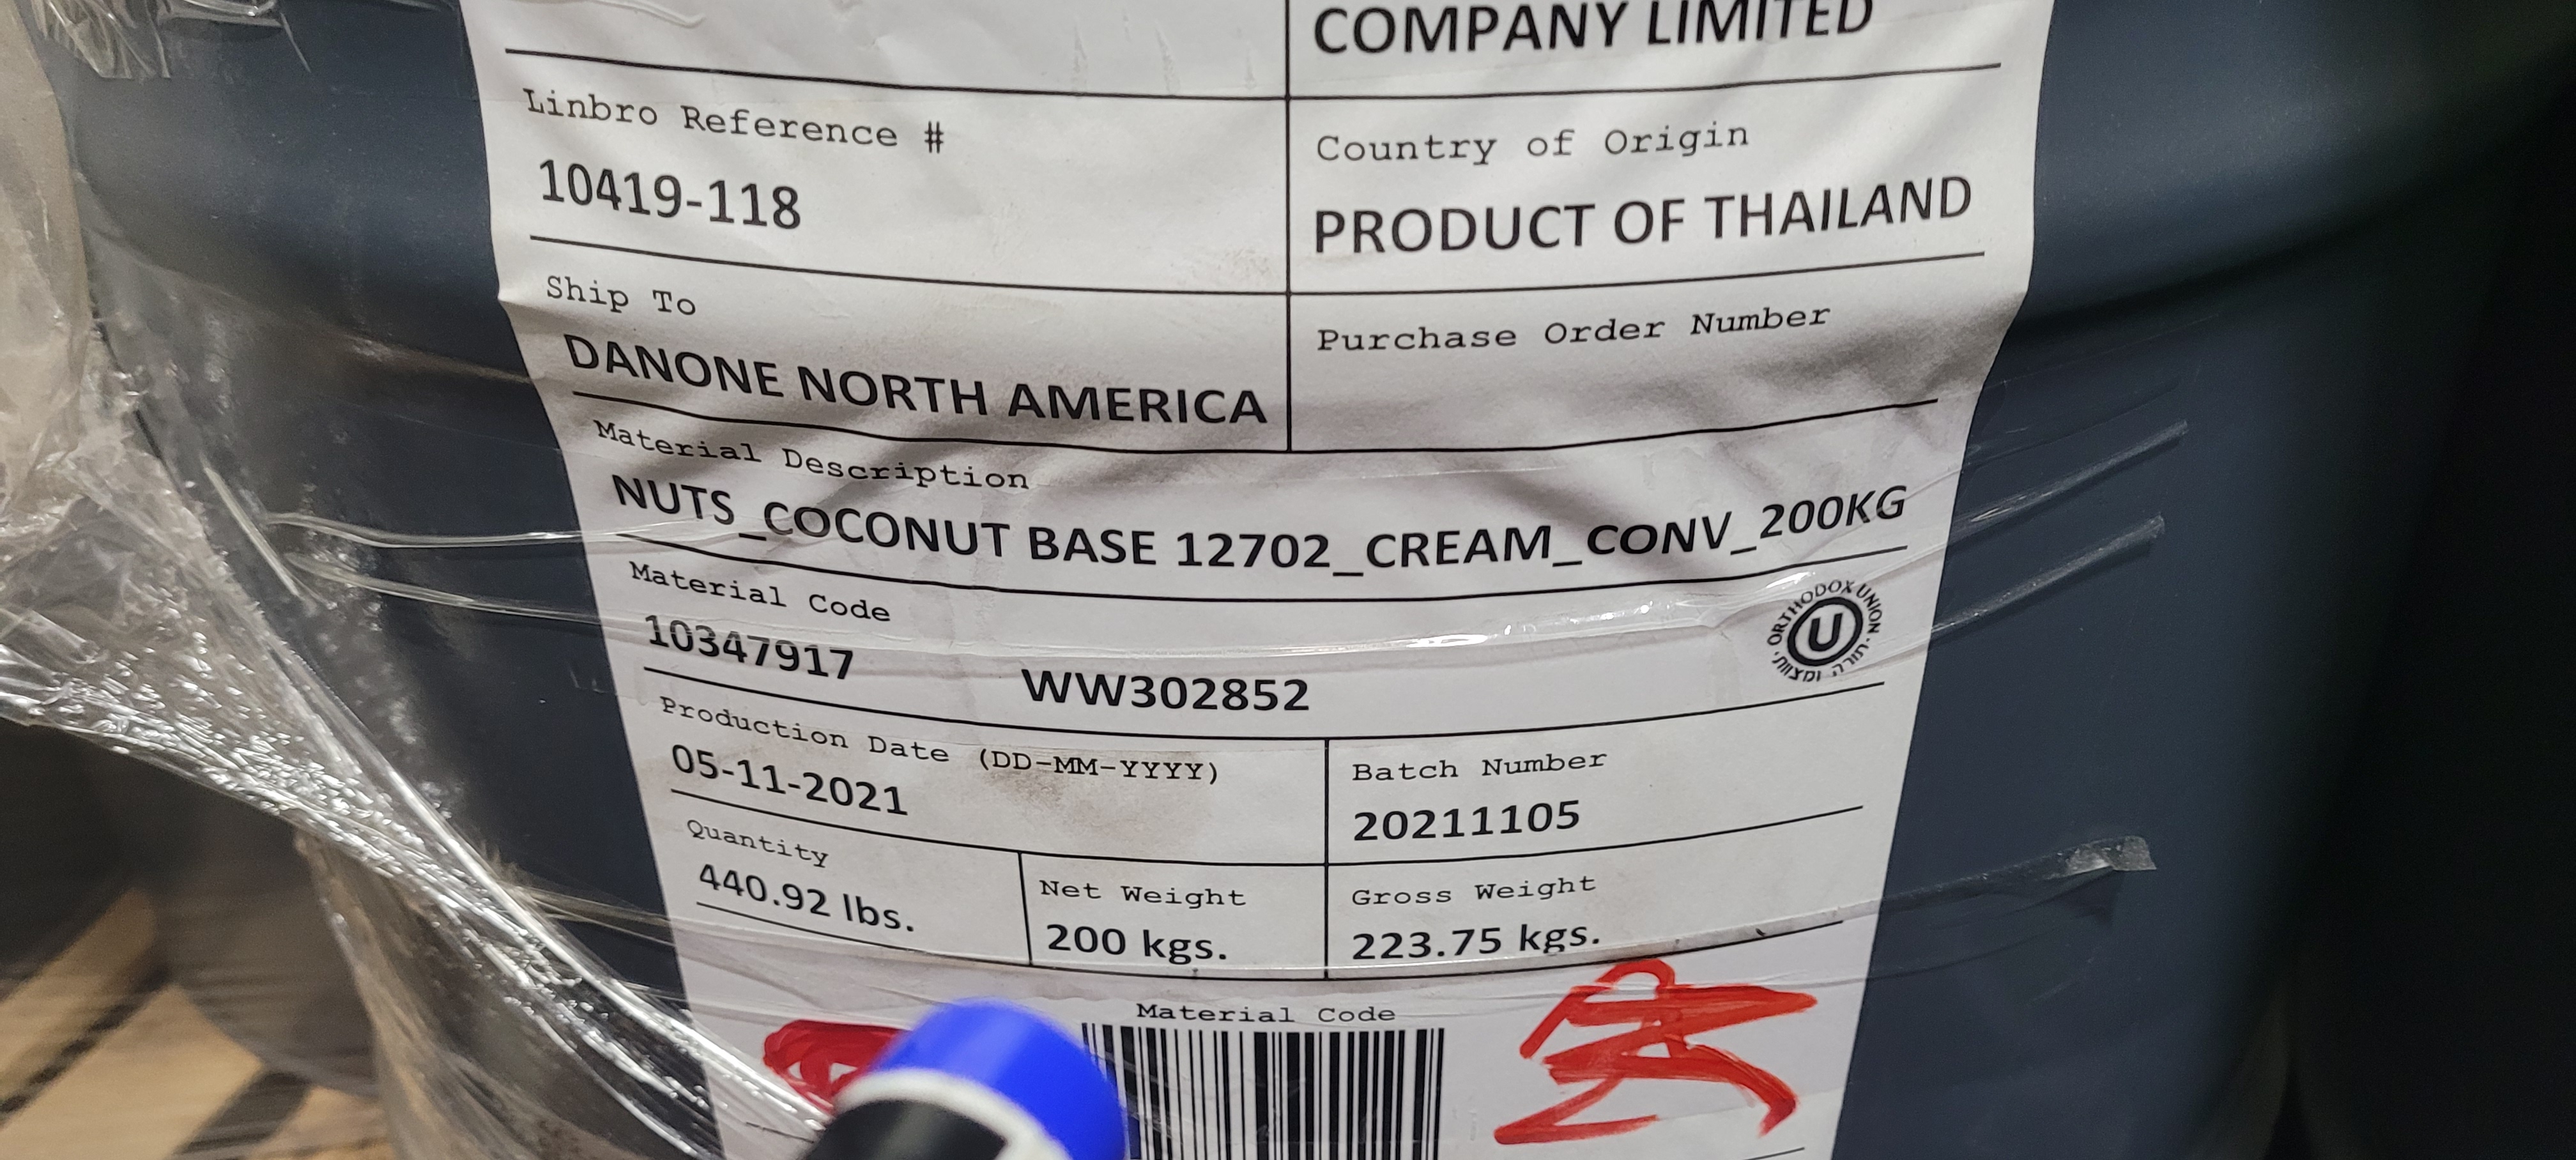 COMPANY LIMITED
Linbro Reference #
10419-118
Country of Origin
PRODUCT OF THAILAND
Ship To
DANONE NORTH AMERICA
Purchase Order Number
Material Description
NUTS_COCONUT BASE 12702_CREAM_CONV_200KG
Material Code
10347917 WW302852
ORTHODOX UNION
U
Production Date (DD-MM-YYYY)
05-11-2021
Batch Number
20211105
Quantity
440.92 lbs.
Net Weight
200 kgs.
Gross Weight
223.75 kgs.
Material Code